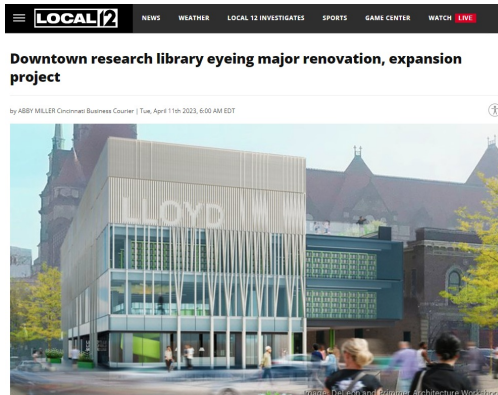 LOCAL 12
NEWS WEATHER LOCAL 12 INVESTIGATES SPORTS GAME CENTER WATCH LIVE
Downtown research library eyeing major renovation, expansion
project
by ABBY MILLER Cincinnati Business Courier | Tue, April 11th 2023, 6:00 AM EDT
LLOYD
Image: DeLeon and Primmer Architecture Workshop